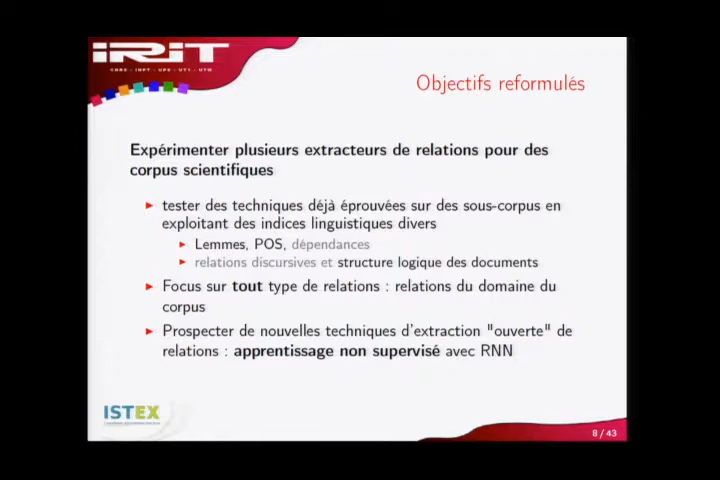 IRIT
CNRS - INPT - UPS - UT1 - UTM
Objectifs reformulés
Expérimenter plusieurs extracteurs de relations pour des
corpus scientifiques
tester des techniques déjà éprouvées sur des sous-corpus en
exploitant des indices linguistiques divers
Lemmes, POS, dépendances
relations discursives et structure logique des documents
Focus sur tout type de relations : relations du domaine du
corpus
Prospecter de nouvelles techniques d'extraction "ouverte" de
relations : apprentissage non supervisé avec RNN
ISTEX
8 / 43